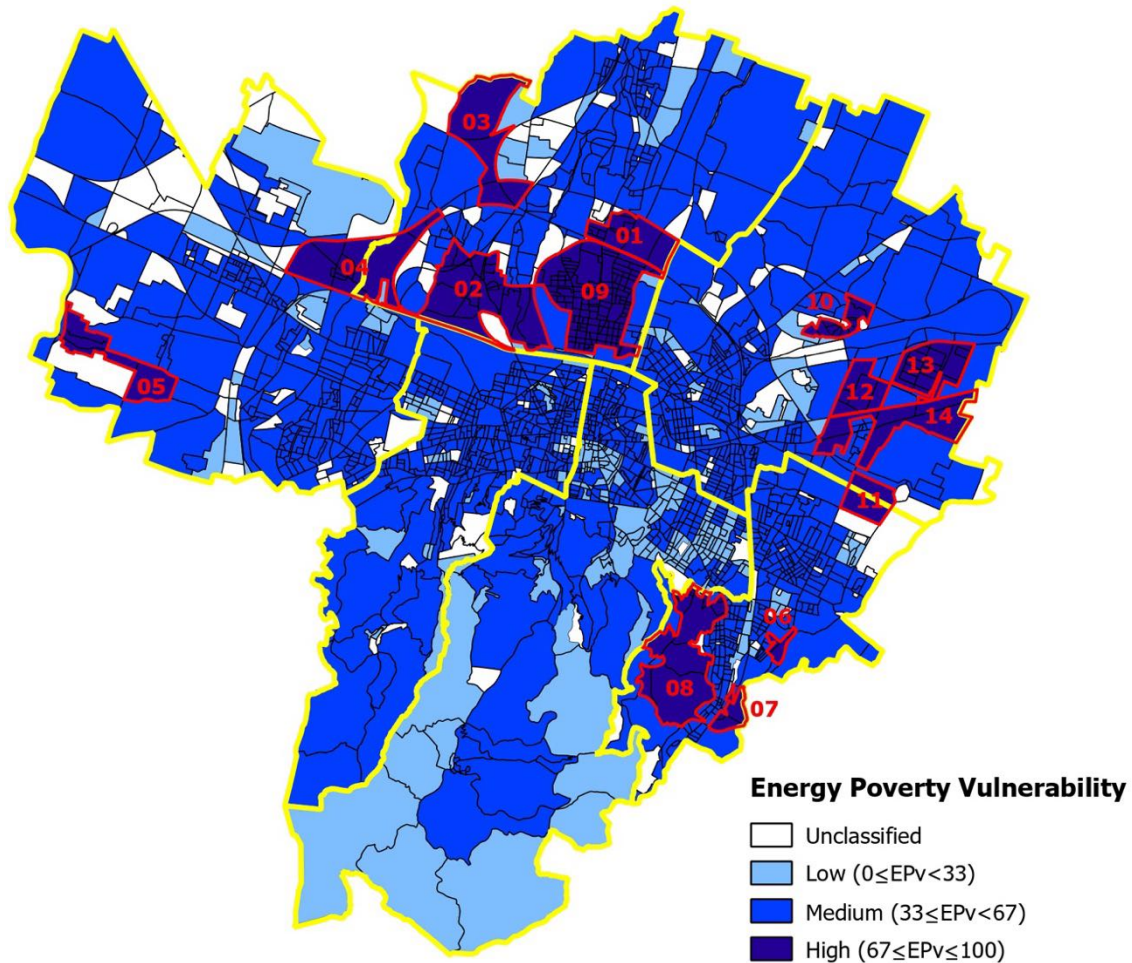 03
01
04
02
09
10
13
12
05
14
11
06
08
07
Energy Poverty Vulnerability
Unclassified
Low (0≤EPv<33)
Medium (33≤EPv<67)
High (67≤EPv≤100)